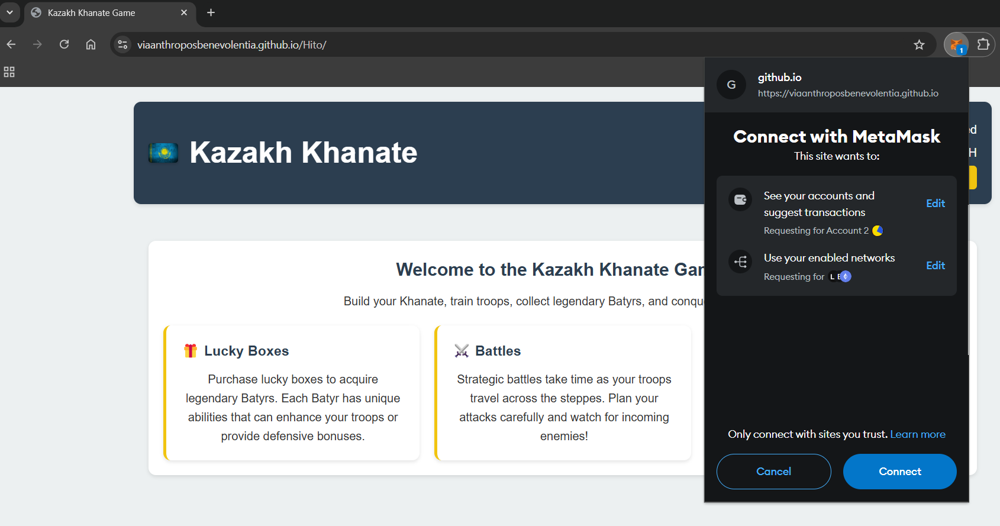 Kazakh Khanate Game
viaanthroposbenevolentia.github.io/Hito/
1
G
github.io
https://viaanthroposbenevolentia.github.io
Kazakh Khanate
ed
H
Connect with MetaMask
This site wants to:
See your accounts and
suggest transactions
Edit
Requesting for Account 2
Use your enabled networks
Edit
Requesting for L E
Only connect with sites you trust. Learn more
Cancel
Connect
Welcome to the Kazakh Khanate Gar
Build your Khanate, train troops, collect legendary Batyrs, and conqu
Lucky Boxes
Purchase lucky boxes to acquire
legendary Batyrs. Each Batyr has unique
abilities that can enhance your troops or
provide defensive bonuses.
Battles
Strategic battles take time as your troops
travel across the steppes. Plan your
attacks carefully and watch for incoming
enemies!